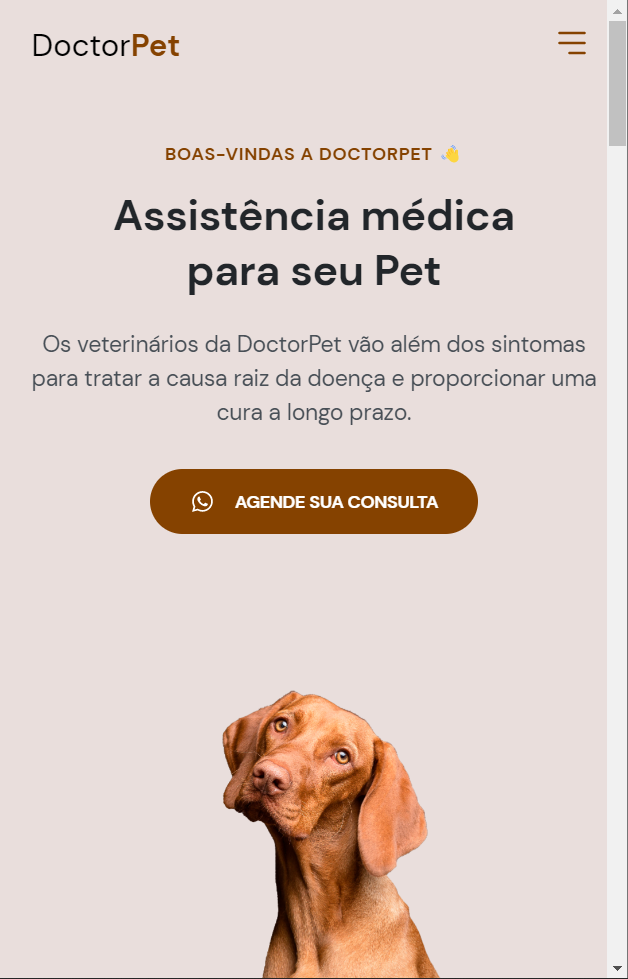 DoctorPet
BOAS-VINDAS A DOCTORPET 👋
Assistência médica
para seu Pet
Os veterinários da DoctorPet vão além dos sintomas
para tratar a causa raiz da doença e proporcionar uma
cura a longo prazo.
AGENDE SUA CONSULTA